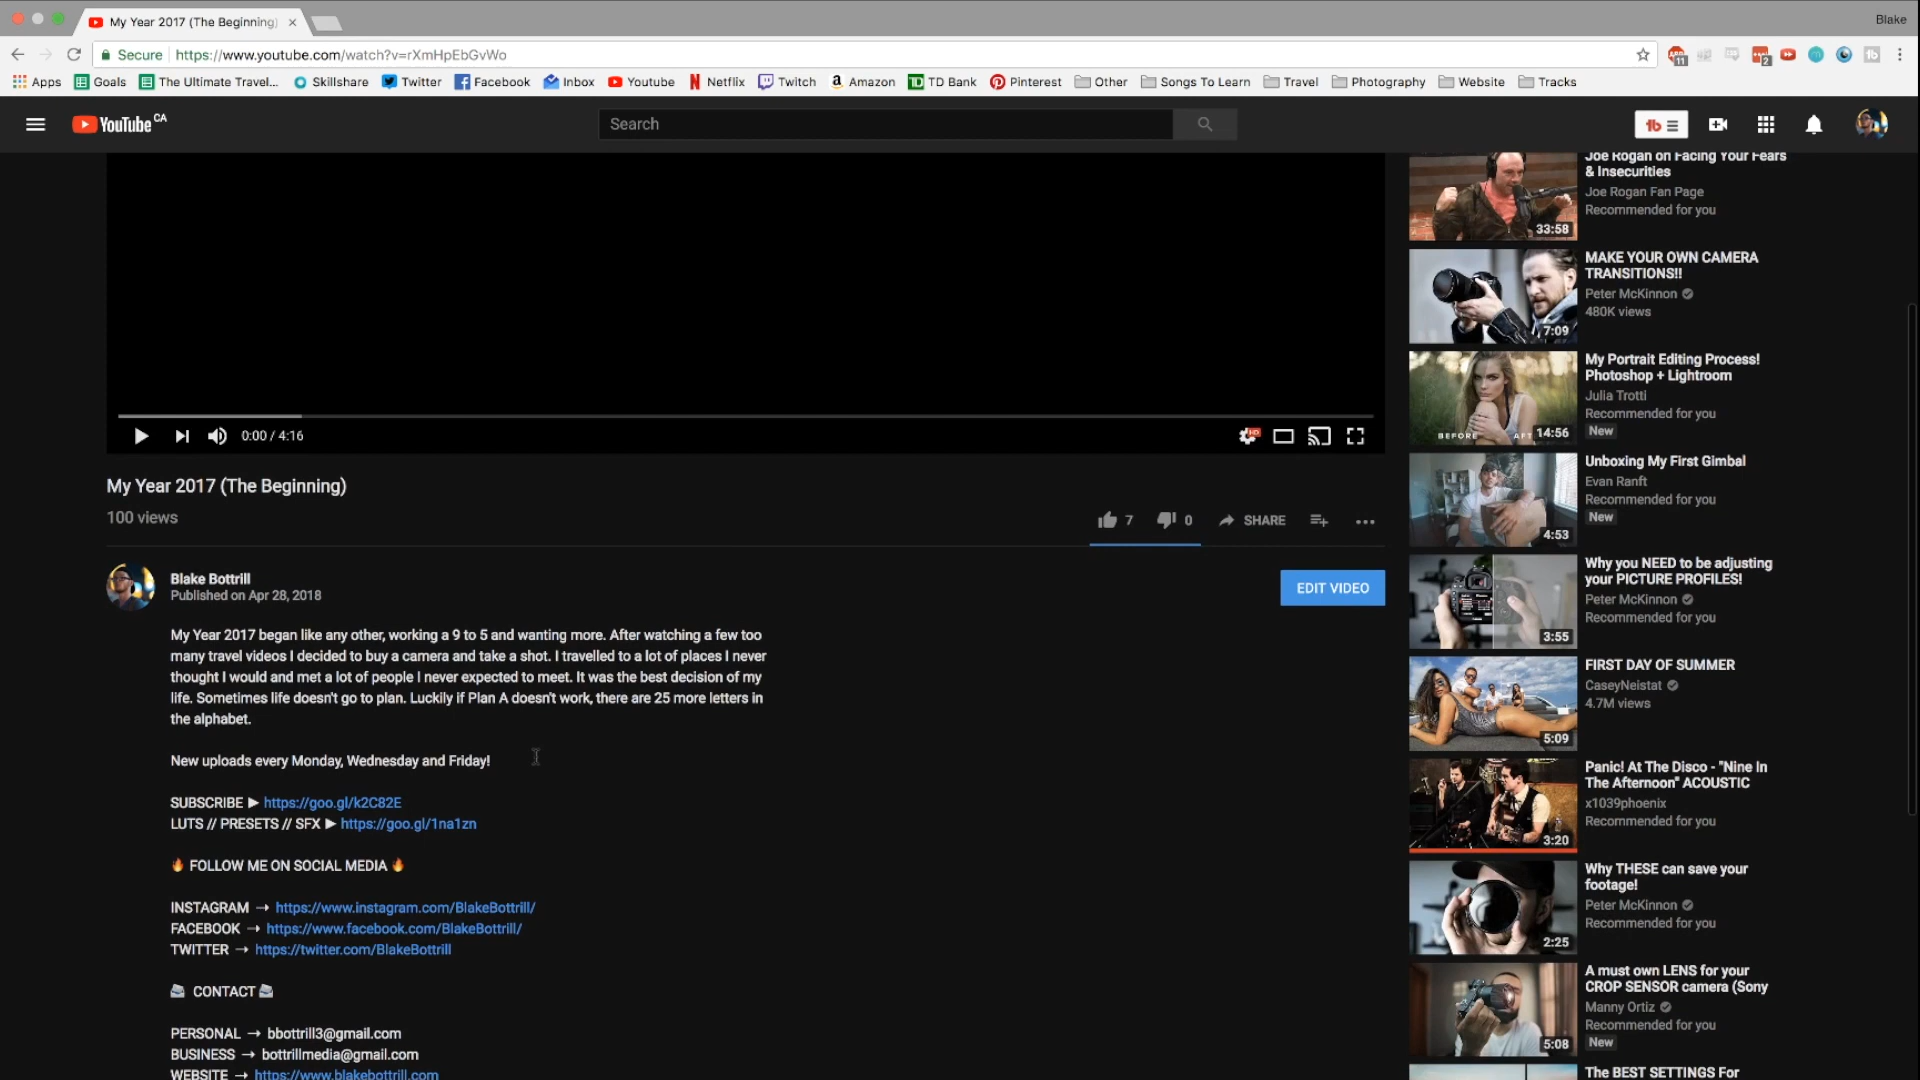 My Year 2017 (The Beginning)
Blake
Secure https://www.youtube.com/watch?v=rXmHpEbGvWo
11
2
Apps Goals The Ultimate Travel... Skillshare Twitter Facebook Inbox Youtube Netflix Twitch Amazon TD Bank Pinterest Other Songs To Learn Travel Photography Website Tracks
YouTube CA
Search
0:00 / 4:16
HD
My Year 2017 (The Beginning)
100 views
7 0 SHARE
Blake Bottrill
Published on Apr 28, 2018
EDIT VIDEO
My Year 2017 began like any other, working a 9 to 5 and wanting more. After watching a few too
many travel videos I decided to buy a camera and take a shot. I travelled to a lot of places I never
thought I would and met a lot of people I never expected to meet. It was the best decision of my
life. Sometimes life doesn't go to plan. Luckily if Plan A doesn't work, there are 25 more letters in
the alphabet.
New uploads every Monday, Wednesday and Friday!
SUBSCRIBE ► https://goo.gl/k2C82E
LUTS // PRESETS // SFX ► https://goo.gl/1na1zn
🔥 FOLLOW ME ON SOCIAL MEDIA 🔥
INSTAGRAM → https://www.instagram.com/BlakeBottrill/
FACEBOOK → https://www.facebook.com/BlakeBottrill/
TWITTER → https://twitter.com/BlakeBottrill
CONTACT
PERSONAL → bbottrill3@gmail.com
BUSINESS → bottrillmedia@gmail.com
WEBSITE → https://www.blakebottrill.com
Joe Rogan on Facing Your Fears
& Insecurities
Joe Rogan Fan Page
Recommended for you
33:58
MAKE YOUR OWN CAMERA
TRANSITIONS!!
Peter McKinnon
480K views
7:09
My Portrait Editing Process!
Photoshop + Lightroom
Julia Trotti
Recommended for you
New
BEFORE
14:56
Unboxing My First Gimbal
Evan Ranft
Recommended for you
New
4:53
Why you NEED to be adjusting
your PICTURE PROFILES!
Peter McKinnon
Recommended for you
3:55
FIRST DAY OF SUMMER
CaseyNeistat
4.7M views
5:09
Panic! At The Disco - "Nine In
The Afternoon" ACOUSTIC
x1039phoenix
Recommended for you
3:20
Why THESE can save your
footage!
Peter McKinnon
Recommended for you
2:25
A must own LENS for your
CROP SENSOR camera (Sony
Manny Ortiz
Recommended for you
New
5:08
The BEST SETTINGS For